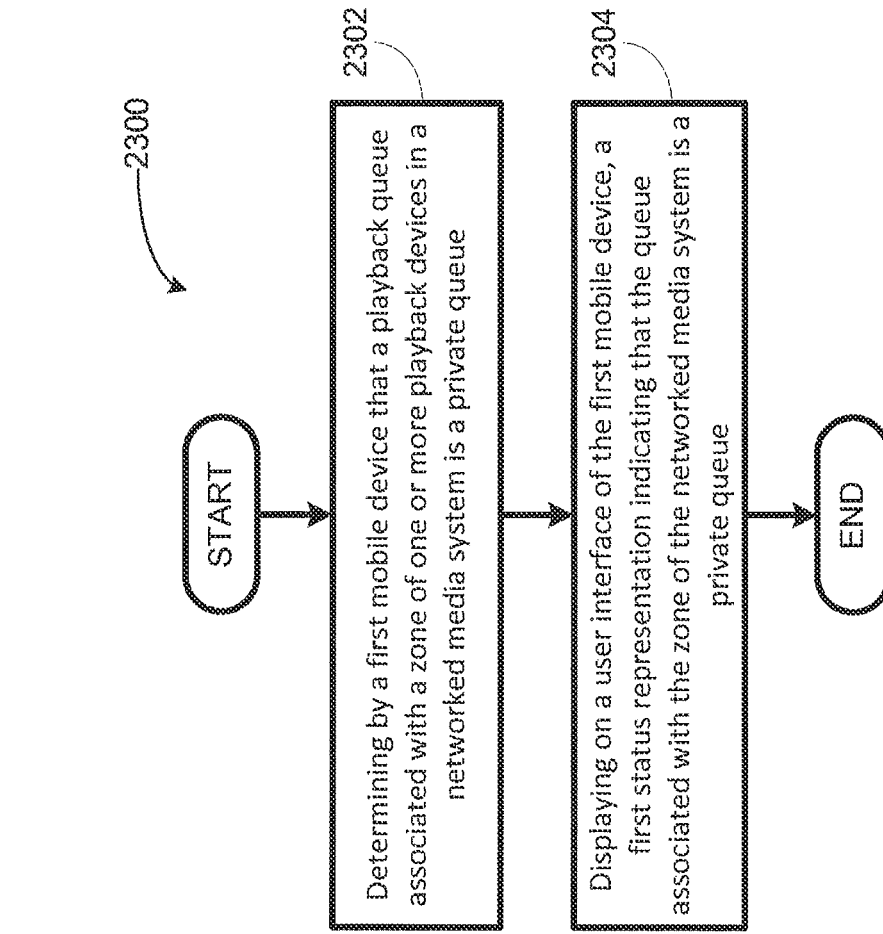 2300
START
2302
Determining by a first mobile device that a playback queue
associated with a zone of one or more playback devices in a
networked media system is a private queue
2304
Displaying on a user interface of the first mobile device, a
first status representation indicating that the queue
associated with the zone of the networked media system is a
private queue
END